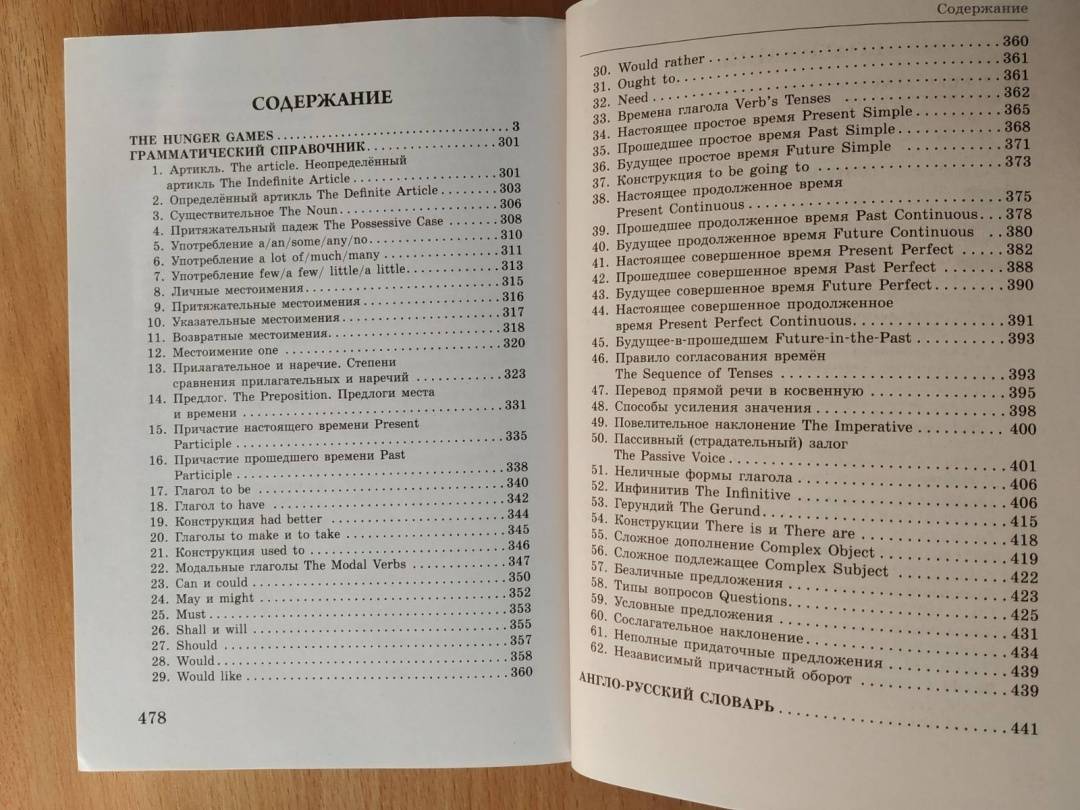 СОДЕРЖАНИЕ
THE HUNGER GAMES 3
ГРАММАТИЧЕСКИЙ СПРАВОЧНИК 301
1. Артикль. The article. Неопределённый
артикль The Indefinite Article 301
2. Определённый артикль The Definite Article 303
3. Существительное The Noun 306
4. Притяжательный падеж The Possessive Case 308
5. Употребление a/an/some/any/no 310
6. Употребление a lot of/much/many 311
7. Употребление few/a few/ little/a little 313
8. Личные местоимения 315
9. Притяжательные местоимения 316
10. Указательные местоимения 317
11. Возвратные местоимения 318
12. Местоимение one 320
13. Прилагательное и наречие. Степени
сравнения прилагательных и наречий 323
14. Предлог. The Preposition. Предлоги места
и времени 331
15. Причастие настоящего времени Present
Participle 335
16. Причастие прошедшего времени Past
Participle 338
17. Глагол to be 340
18. Глагол to have 342
19. Конструкция had better 344
20. Глаголы to make и to take 345
21. Конструкция used to 346
22. Модальные глаголы The Modal Verbs 347
23. Can и could 350
24. May и might 352
25. Must 353
26. Shall и will 355
27. Should 357
28. Would 358
29. Would like 360
478
Содержание
30. Would rather 360
31. Ought to 361
32. Need 361
33. Времена глагола Verb's Tenses 362
34. Настоящее простое время Present Simple 365
35. Прошедшее простое время Past Simple 368
36. Будущее простое время Future Simple 371
37. Конструкция to be going to 373
38. Настоящее продолженное время
Present Continuous 375
39. Прошедшее продолженное время Past Continuous 378
40. Будущее продолженное время Future Continuous 380
41. Настоящее совершенное время Present Perfect 382
42. Прошедшее совершенное время Past Perfect 388
43. Будущее совершенное время Future Perfect 390
44. Настоящее совершенное продолженное
время Present Perfect Continuous 391
45. Будущее-в-прошедшем Future-in-the-Past 393
46. Правило согласования времён
The Sequence of Tenses 393
47. Перевод прямой речи в косвенную 395
48. Способы усиления значения 398
49. Повелительное наклонение The Imperative 400
50. Пассивный (страдательный) залог
The Passive Voice 401
51. Неличные формы глагола 406
52. Инфинитив The Infinitive 406
53. Герундий The Gerund 415
54. Конструкции There is и There are 418
55. Сложное дополнение Complex Object 419
56. Сложное подлежащее Complex Subject 422
57. Безличные предложения 423
58. Типы вопросов Questions 425
59. Условные предложения 431
60. Сослагательное наклонение 434
61. Неполные придаточные предложения 439
62. Независимый причастный оборот 439
АНГЛО-РУССКИЙ СЛОВАРЬ 441